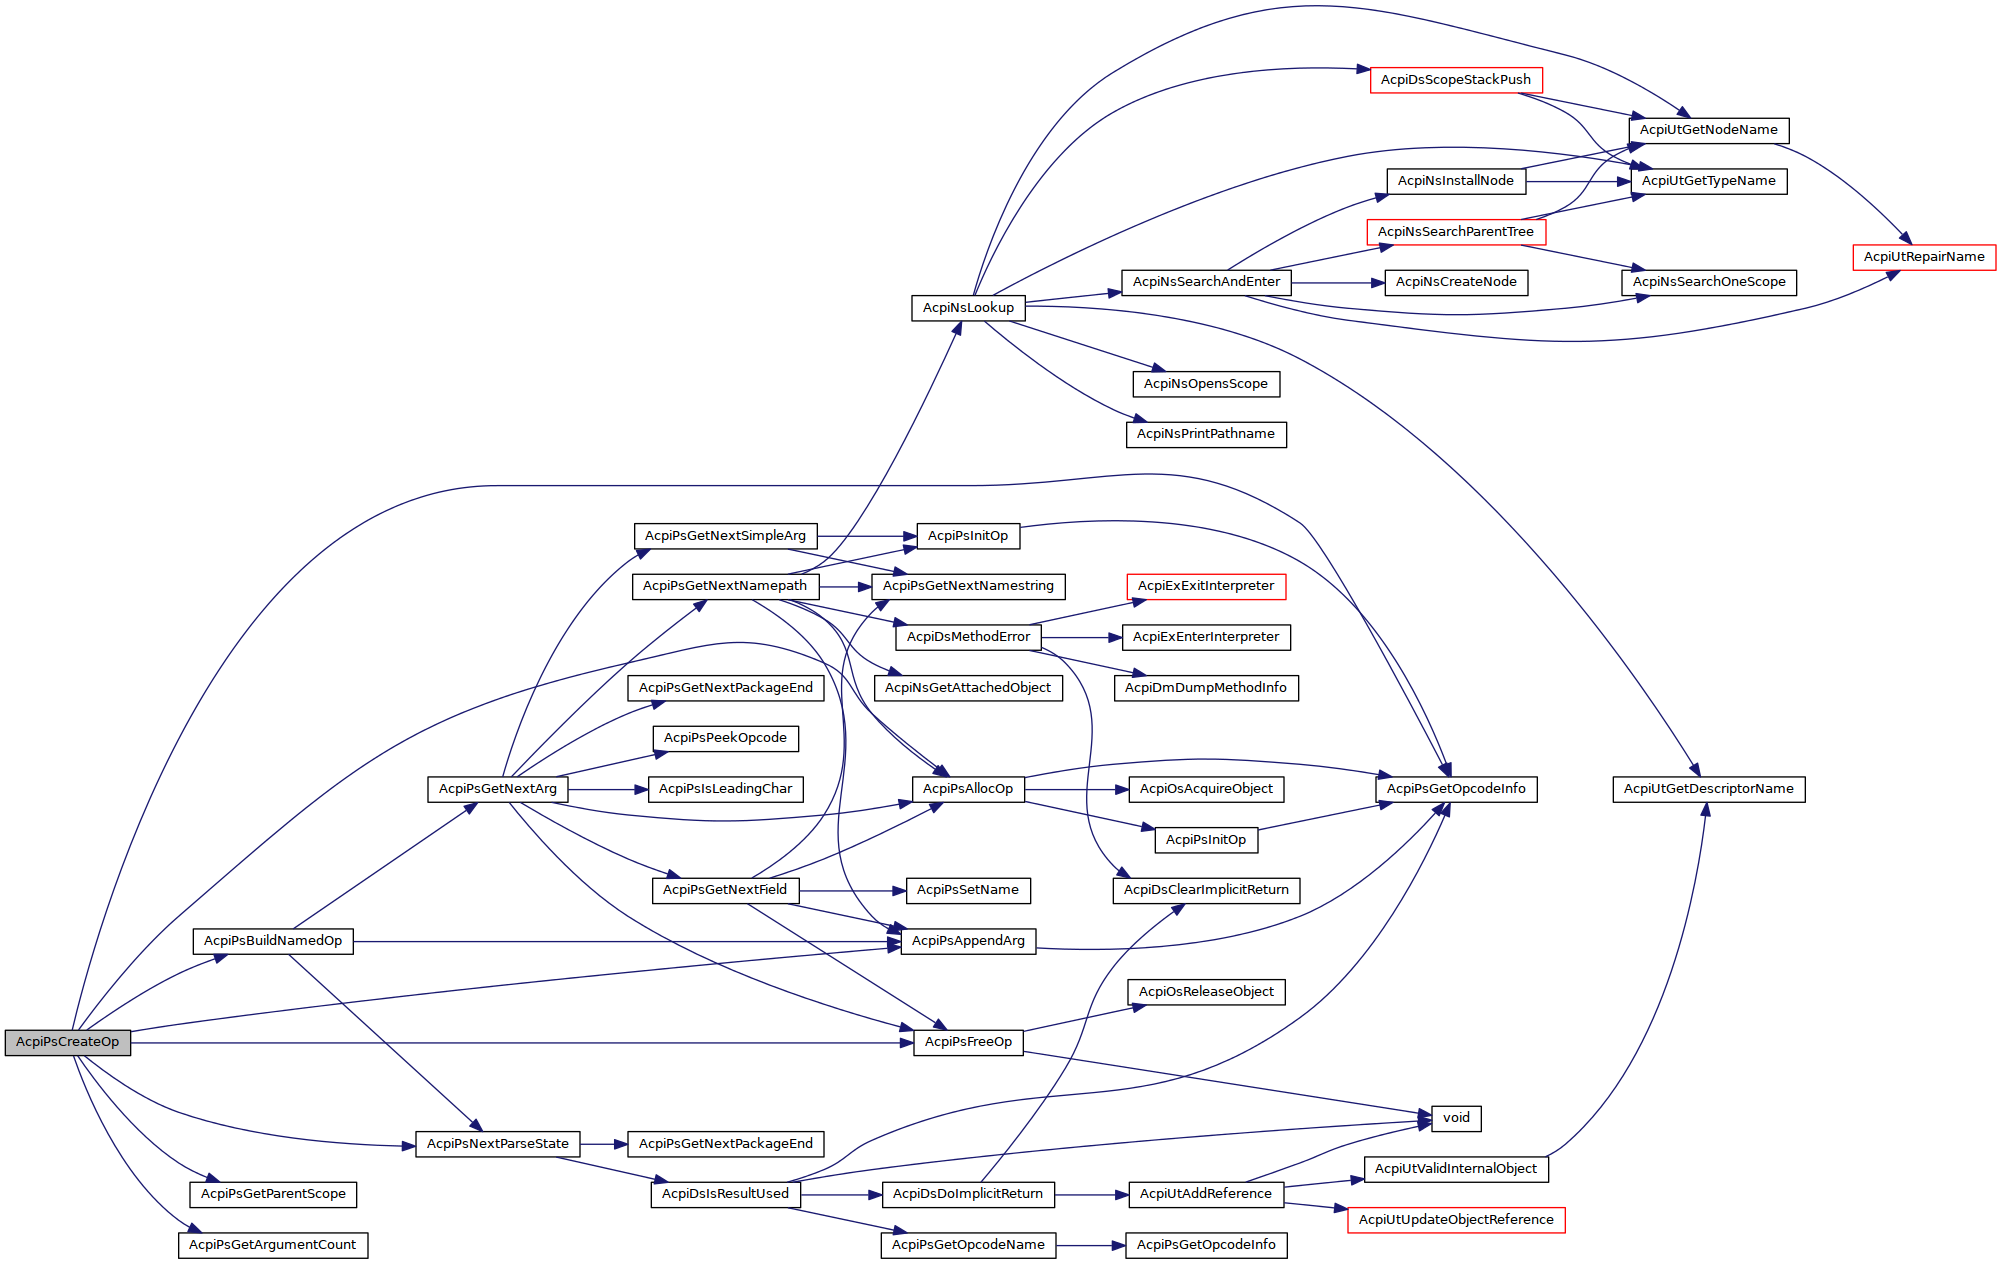 AcpiDsScopeStackPush
AcpiUtGetNodeName
AcpiNsInstallNode
AcpiUtGetTypeName
AcpiNsSearchParentTree
AcpiUtRepairName
AcpiNsSearchAndEnter
AcpiNsCreateNode
AcpiNsSearchOneScope
AcpiNsLookup
AcpiNsOpensScope
AcpiNsPrintPathname
AcpiPsGetNextSimpleArg
AcpiPsInitOp
AcpiPsGetNextNamepath
AcpiPsGetNextNamestring
AcpiExExitInterpreter
AcpiDsMethodError
AcpiExEnterInterpreter
AcpiPsGetNextPackageEnd
AcpiNsGetAttachedObject
AcpiDmDumpMethodInfo
AcpiPsPeekOpcode
AcpiPsGetNextArg
AcpiPsIsLeadingChar
AcpiPsAllocOp
AcpiOsAcquireObject
AcpiPsGetOpcodeInfo
AcpiUtGetDescriptorName
AcpiPsInitOp
AcpiPsGetNextField
AcpiPsSetName
AcpiDsClearImplicitReturn
AcpiPsBuildNamedOp
AcpiPsAppendArg
AcpiOsReleaseObject
AcpiPsCreateOp
AcpiPsFreeOp
void
AcpiPsNextParseState
AcpiPsGetNextPackageEnd
AcpiUtValidInternalObject
AcpiPsGetParentScope
AcpiDsIsResultUsed
AcpiDsDoImplicitReturn
AcpiUtAddReference
AcpiUtUpdateObjectReference
AcpiPsGetArgumentCount
AcpiPsGetOpcodeName
AcpiPsGetOpcodeInfo